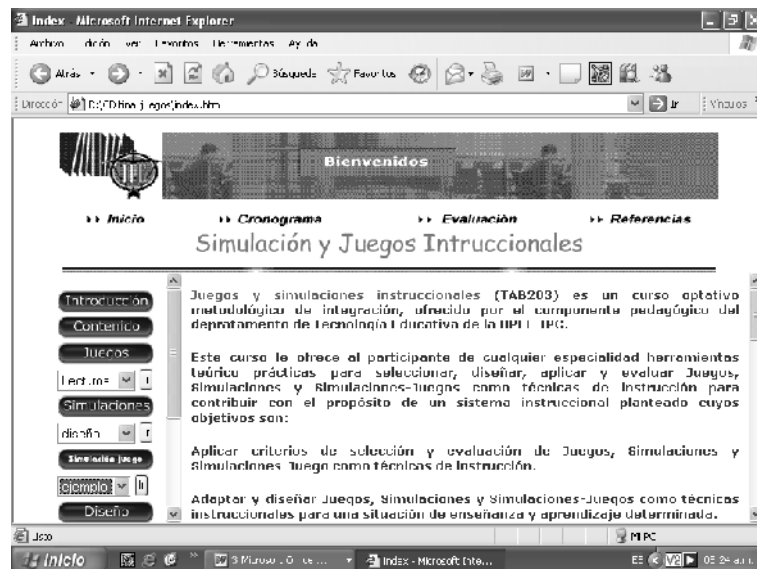 Index - Microsoft Internet Explorer
Atrás Búsqueda Favoritos
Dirección Ir Vínculos
Bienvenidos
›› Inicio ›› Cronograma ›› Evaluación ›› Referencias
Simulación y Juegos Intruccionales
Introducción
Contenido
Juegos
Lecturas
Simulaciones
diseño
Simulación juego
ejemplo
Diseño
Juegos y simulaciones instruccionales (TAB203) es un curso optativo
metodológico de integración, ofrecido por el componente pedagógico del
depratamento de Tecnología Educativa de la UPEL IPC.
Este curso le ofrece al participante de cualquier especialidad herramientas
teórico prácticas para seleccionar, diseñar, aplicar y evaluar Juegos,
Simulaciones y Simulaciones-Juegos como técnicas de instrucción para
contribuir con el propósito de un sistema instruccional planteado cuyos
objetivos son:
Aplicar criterios de selección y evaluación de Juegos, Simulaciones y
Simulaciones Juego como técnicas de instrucción.
Adaptar y diseñar Juegos, Simulaciones y Simulaciones-Juegos como técnicas
instruccionales para una situación de enseñanza y aprendizaje determinada.
Listo MI PC
Inicio Index - Microsoft Inte...